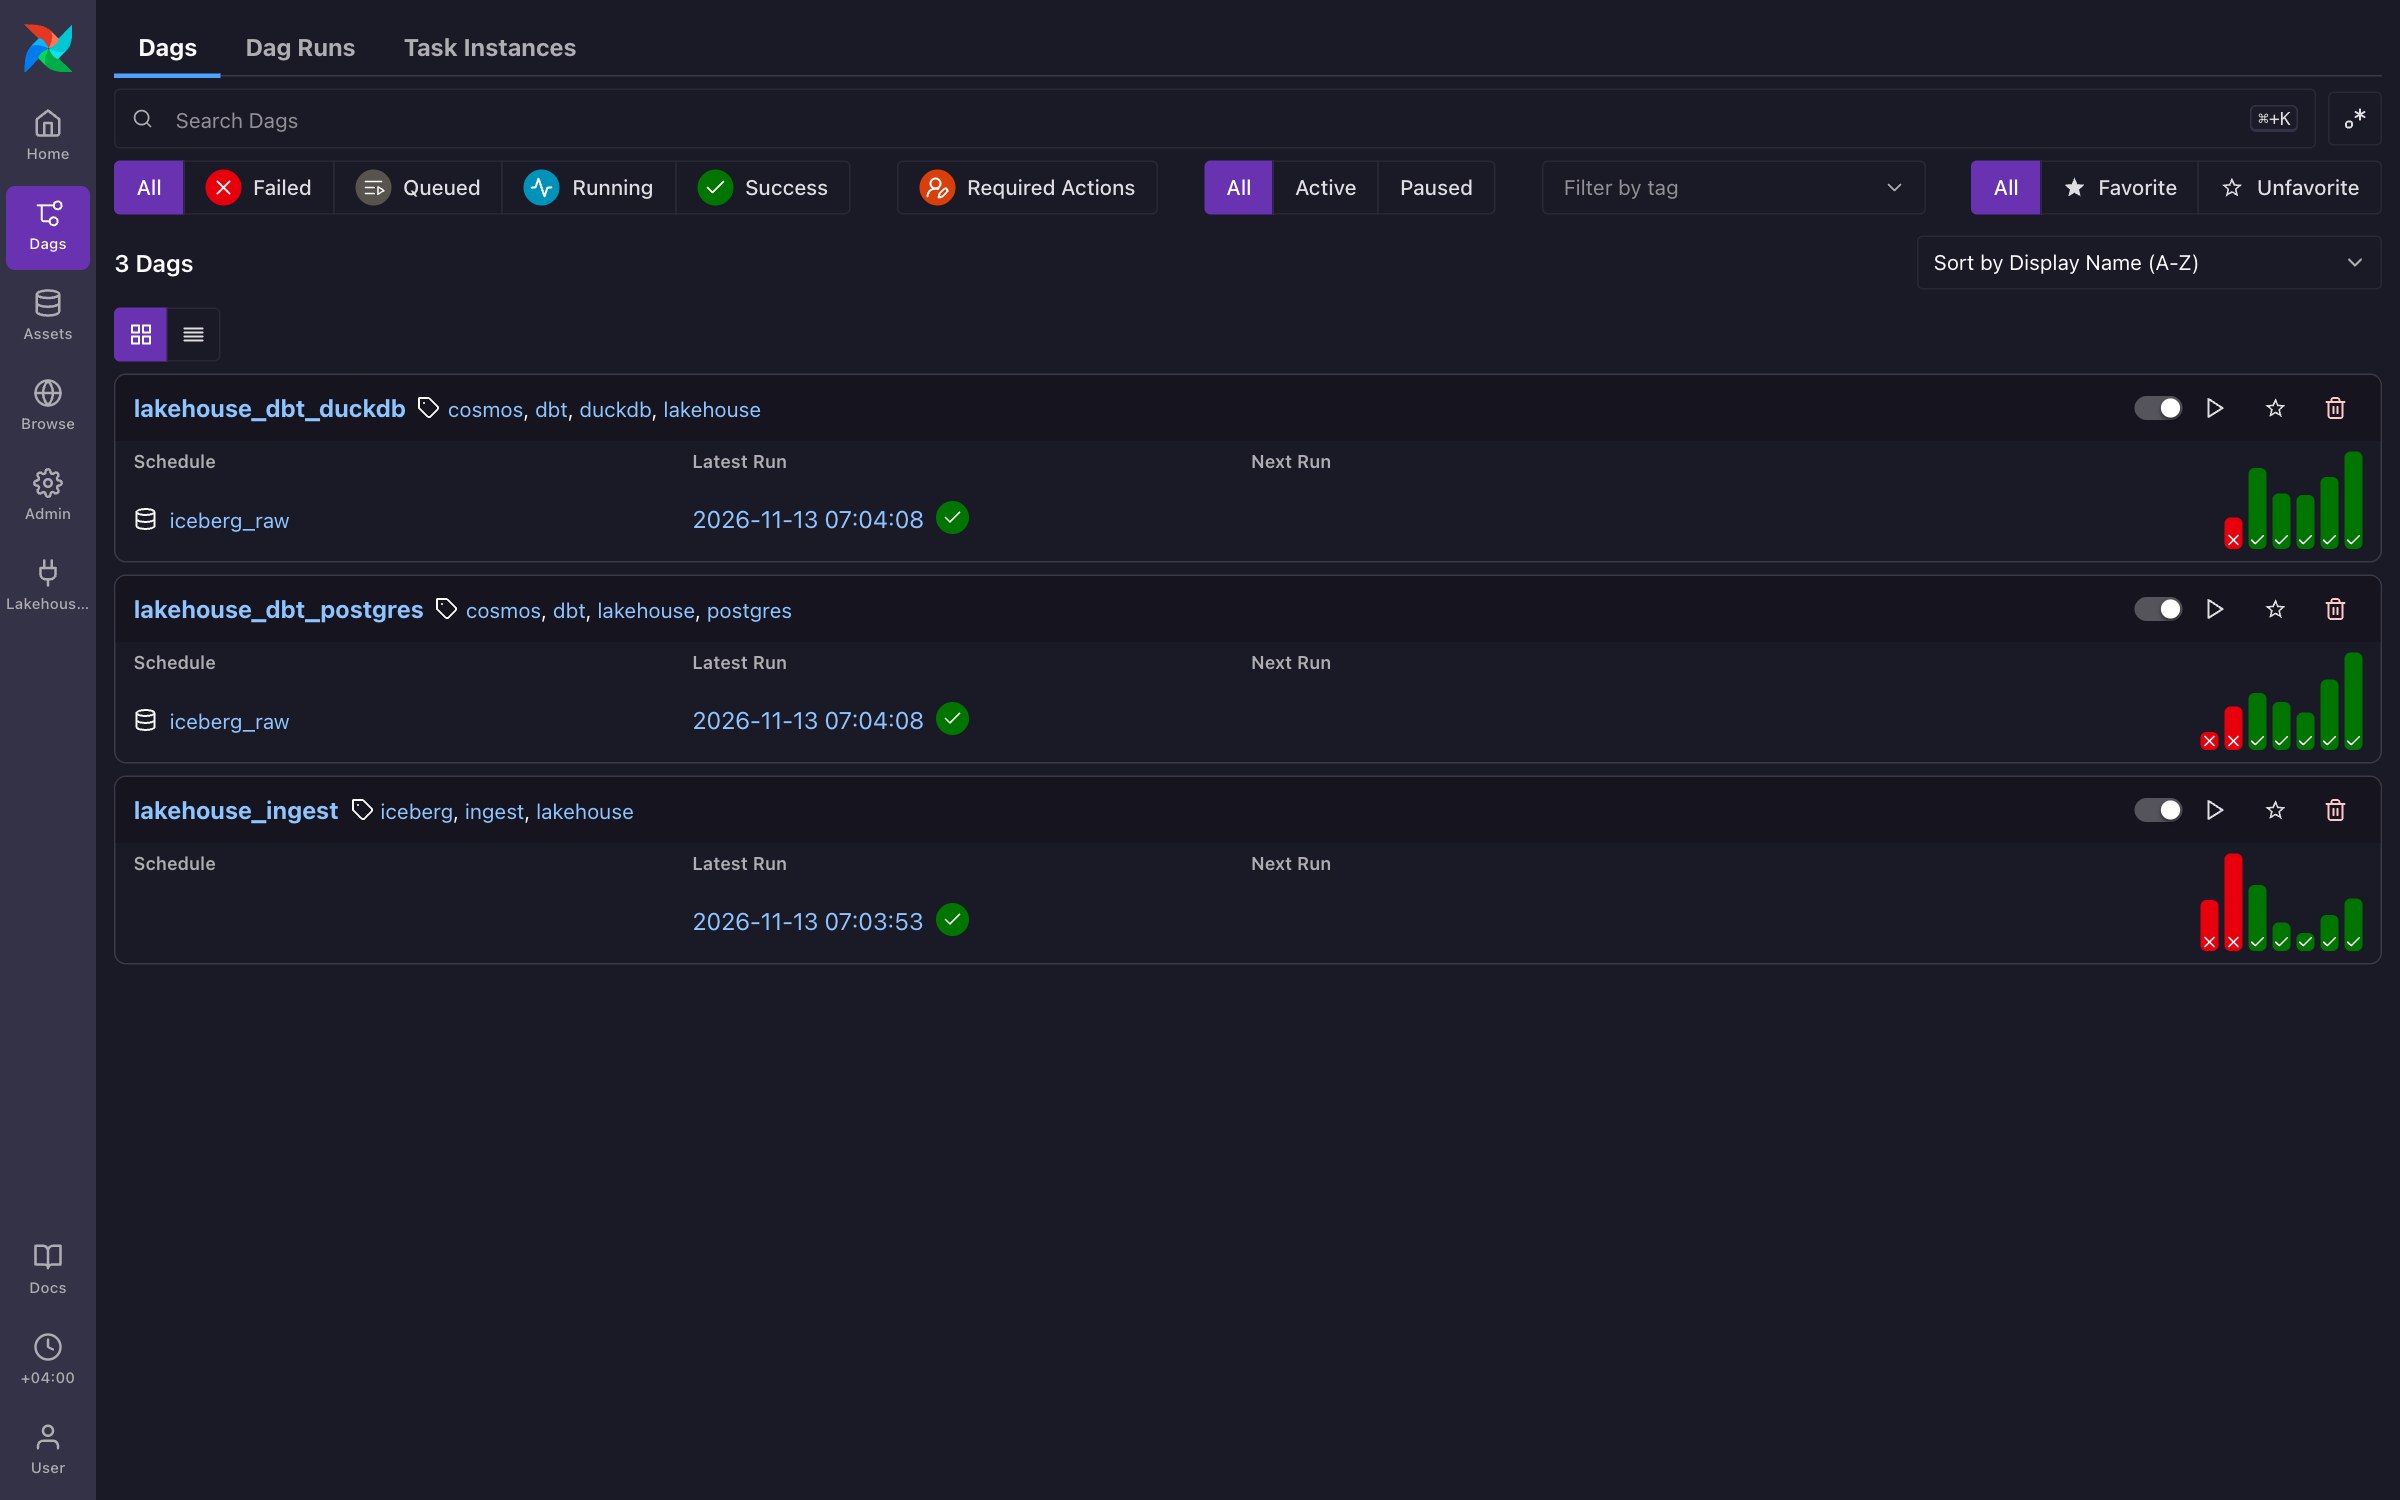 Dags Dag Runs Task Instances
Search Dags ⌘+K .*
All Failed Queued Running Success Required Actions All Active Paused Filter by tag All Favorite Unfavorite
3 Dags Sort by Display Name (A-Z)
lakehouse_dbt_duckdb cosmos, dbt, duckdb, lakehouse
Schedule Latest Run Next Run
iceberg_raw 2026-11-13 07:04:08
lakehouse_dbt_postgres cosmos, dbt, lakehouse, postgres
Schedule Latest Run Next Run
iceberg_raw 2026-11-13 07:04:08
lakehouse_ingest iceberg, ingest, lakehouse
Schedule Latest Run Next Run
2026-11-13 07:03:53
Home
Dags
Assets
Browse
Admin
Lakehous...
Docs
+04:00
User